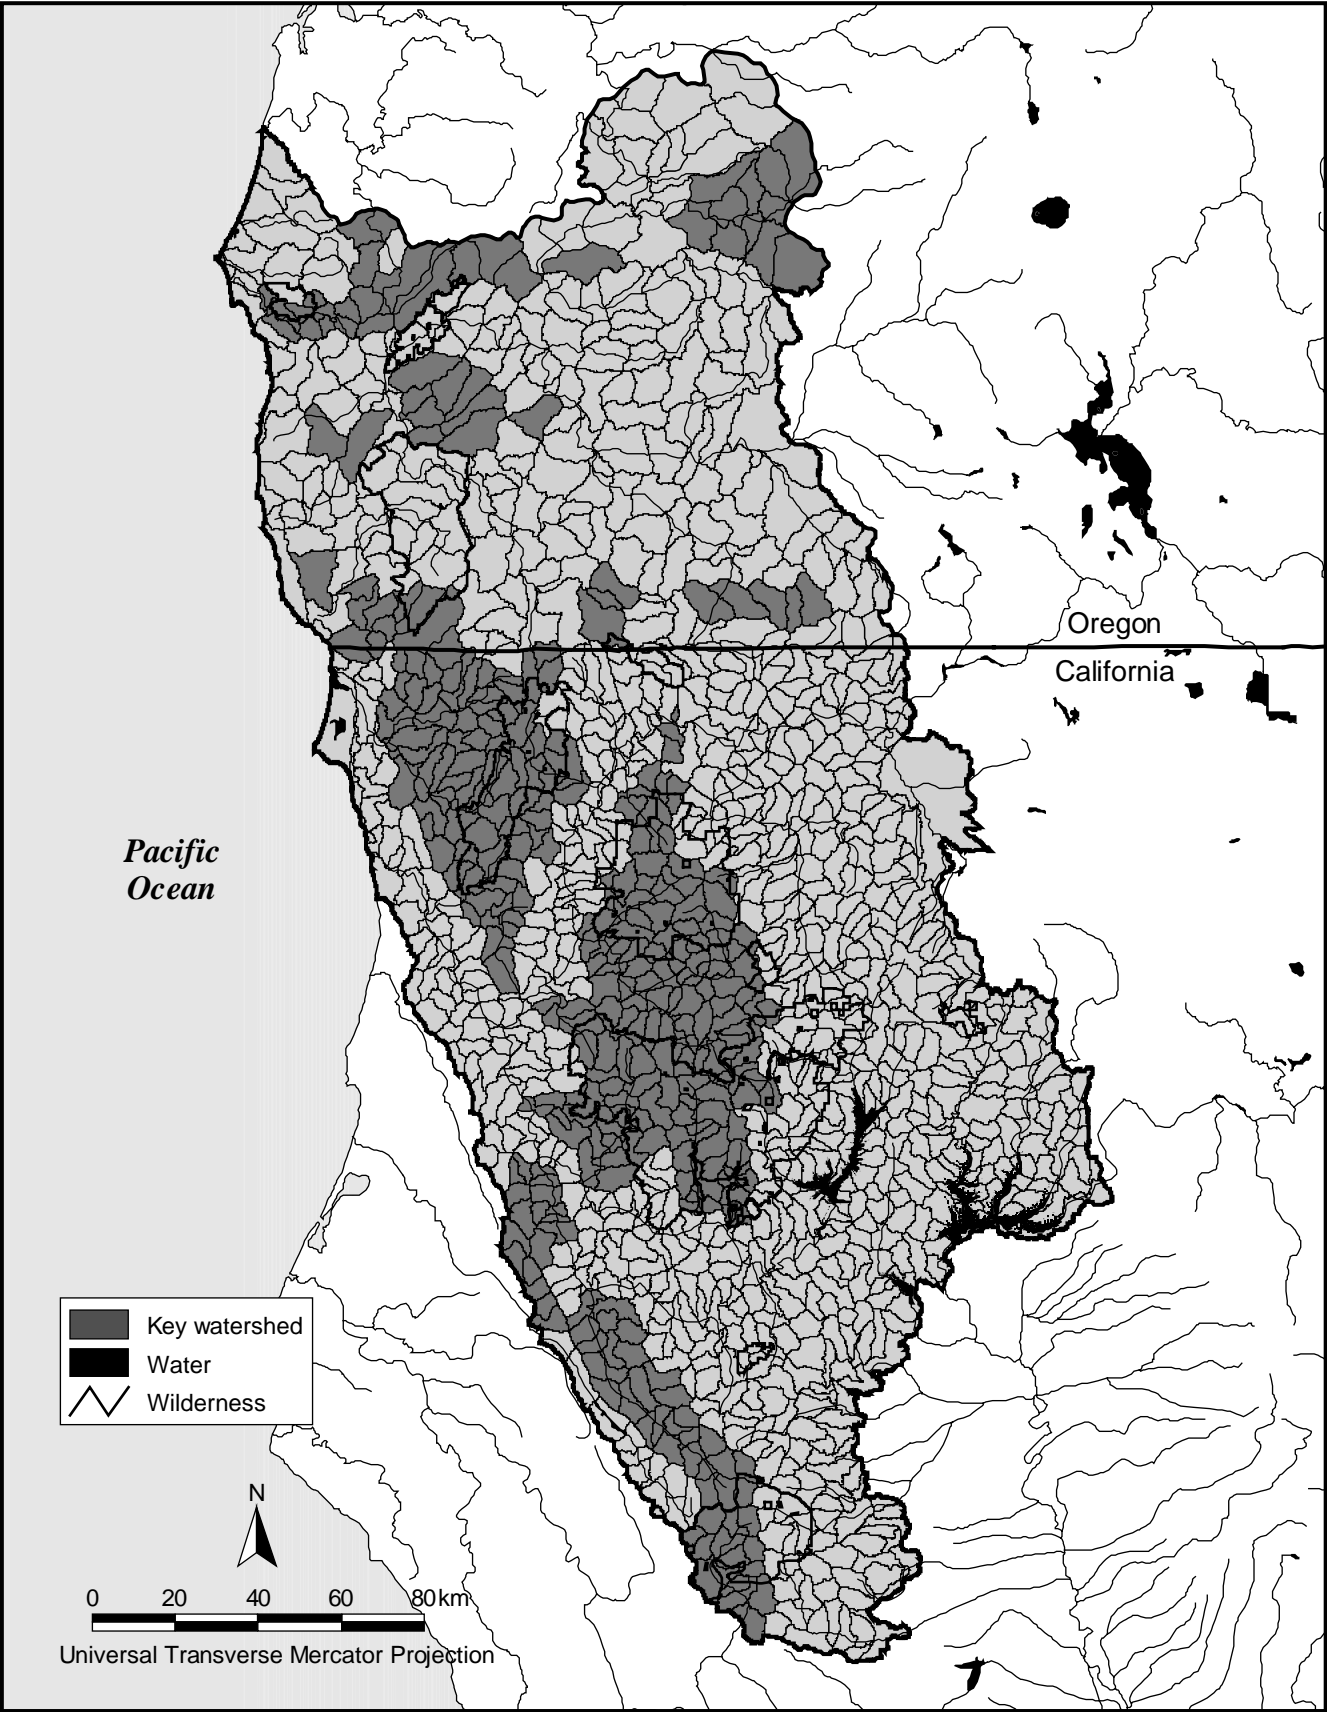 Oregon
California
Pacific
Ocean
Key watershed
Water
Wilderness
N
0 20 40 60 80km
Universal Transverse Mercator Projection